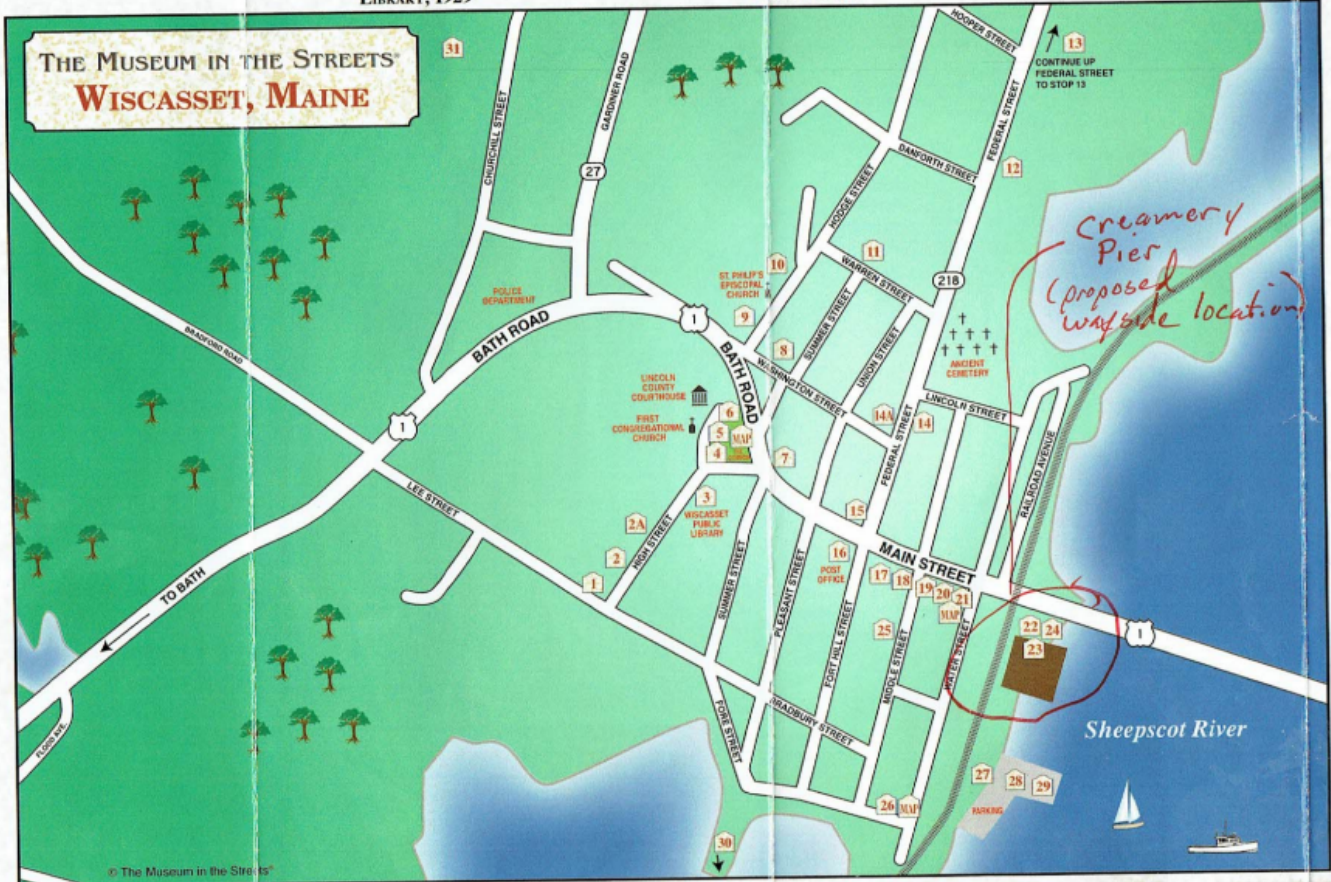 LIBRARY, 1929
THE MUSEUM IN THE STREETS®
WISCASSET, MAINE
31
CHURCHILL STREET
GARDINER ROAD
27
HOOPER STREET
13
CONTINUE UP
FEDERAL STREET
TO STOP 13
FEDERAL STREET
DANFORTH STREET
12
HODGE STREET
Creamery
Pier
(proposed
wayside location)
11
WARREN STREET
10
ST. PHILIP'S
EPISCOPAL
CHURCH
218
POLICE
DEPARTMENT
1
9
BATH ROAD
BATH ROAD
SUMMER STREET
UNION STREET
8
WASHINGTON STREET
ANCIENT
CEMETERY
BRADFORD ROAD
LINCOLN
COUNTY
COURTHOUSE
FIRST
CONGREGATIONAL
CHURCH
6
5
MAP
4
7
1
14A
14
LINCOLN STREET
FEDERAL STREET
RAILROAD AVENUE
LEE STREET
3
WISCASSET
PUBLIC
LIBRARY
2A
HIGH STREET
2
1
15
16
POST
OFFICE
MAIN STREET
17
18
19
20
21
MAP
SUMMER STREET
PLEASANT STREET
FORT HILL STREET
25
MIDDLE STREET
WATER STREET
22
24
23
1
TO BATH
FLOOD AVE.
FORE STREET
BRADBURY STREET
Sheepscot River
27
28
29
PARKING
26
MAP
30
© The Museum in the Streets®